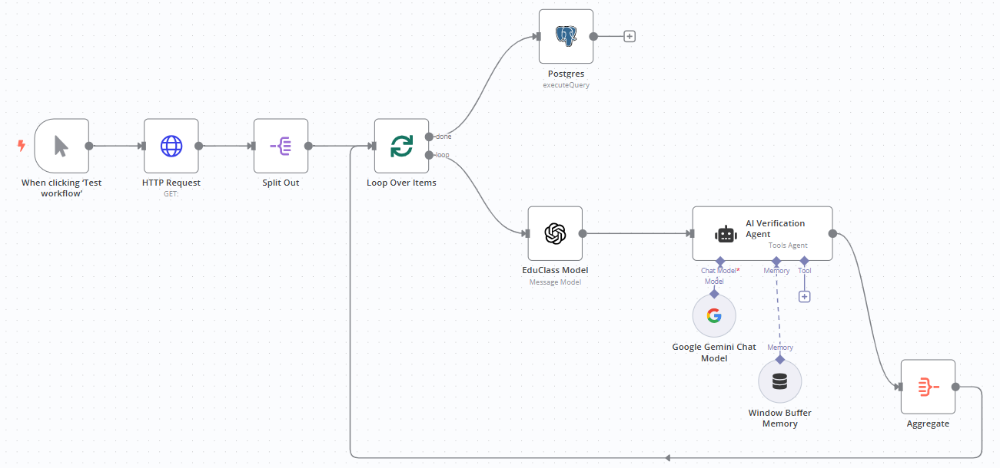 Postgres
executeQuery
When clicking ‘Test
workflow’
HTTP Request
GET:
Split Out
Loop Over Items
done
loop
EduClass Model
Message Model
AI Verification
Agent
Tools Agent
Chat Model*
Memory
Tool
Model
Google Gemini Chat
Model
Memory
Window Buffer
Memory
Aggregate